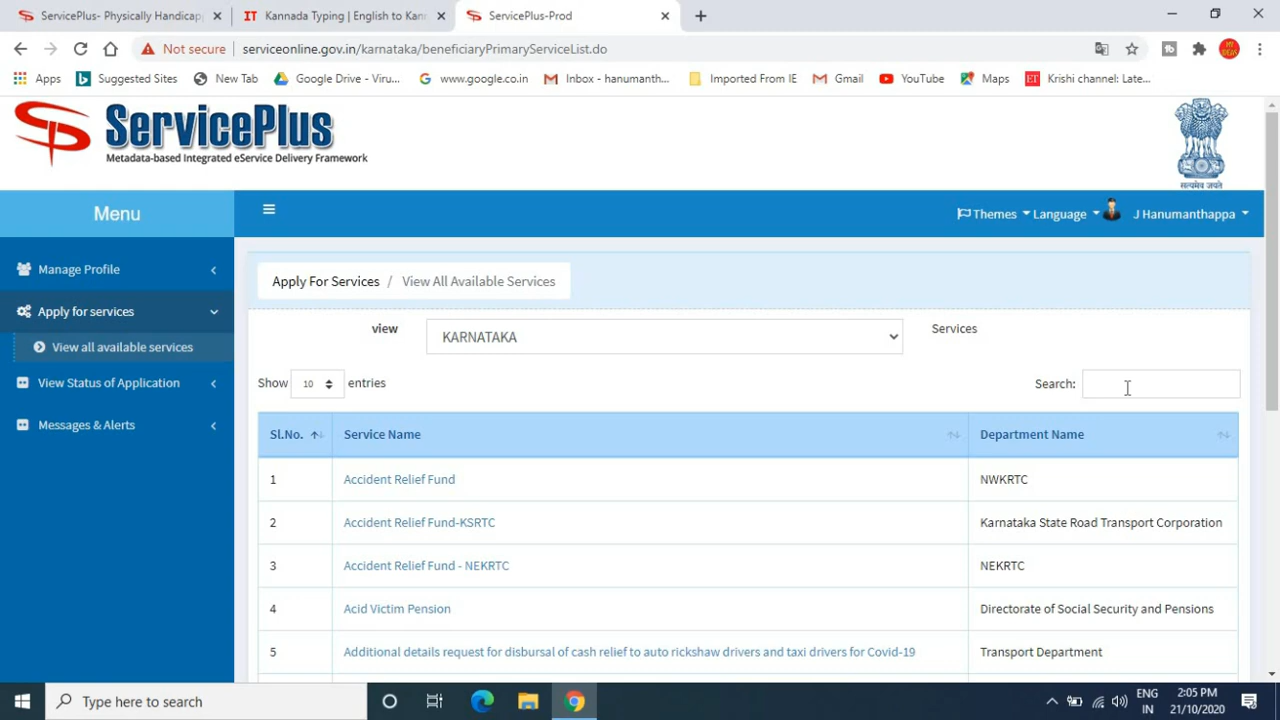 ServicePlus- Physically Handicap
Kannada Typing | English to Kan
ServicePlus-Prod
Not secure
serviceonline.gov.in/karnataka/beneficiaryPrimaryServiceList.do
Apps
Suggested Sites
New Tab
Google Drive - Viru...
www.google.co.in
Inbox - hanumanth...
Imported From IE
Gmail
YouTube
Maps
Krishi channel: Late...
ServicePlus
Metadata-based Integrated eService Delivery Framework
सत्यमेव जयते
Menu
Themes
Language
J Hanumanthappa
Manage Profile
Apply for services
View all available services
View Status of Application
Messages & Alerts
Apply For Services / View All Available Services
view
KARNATAKA
Services
Show 10 entries
Search:
Sl.No. Service Name Department Name
1 Accident Relief Fund NWKRTC
2 Accident Relief Fund-KSRTC Karnataka State Road Transport Corporation
3 Accident Relief Fund - NEKRTC NEKRTC
4 Acid Victim Pension Directorate of Social Security and Pensions
5 Additional details request for disbursal of cash relief to auto rickshaw drivers and taxi drivers for Covid-19 Transport Department
Type here to search
ENG
IN
2:05 PM
21/10/2020